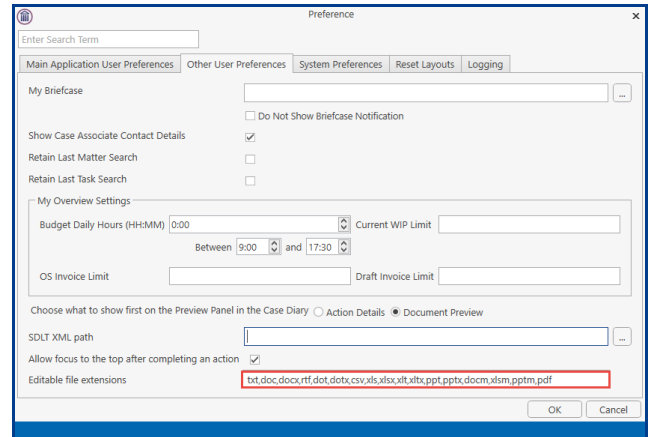 Preference
Enter Search Term
Main Application User Preferences Other User Preferences System Preferences Reset Layouts Logging
My Briefcase ...
Do Not Show Briefcase Notification
Show Case Associate Contact Details
Retain Last Matter Search
Retain Last Task Search
My Overview Settings
Budget Daily Hours (HH:MM) 0:00 Current WIP Limit
Between 9:00 and 17:30
OS Invoice Limit Draft Invoice Limit
Choose what to show first on the Preview Panel in the Case Diary Action Details Document Preview
SDLT XML path ...
Allow focus to the top after completing an action
Editable file extensions txt,doc,docx,rtf,dot,dotx,csv,xls,xlsx,xlt,xltx,ppt,pptx,docm,xlsm,pptm,pdf
OK Cancel